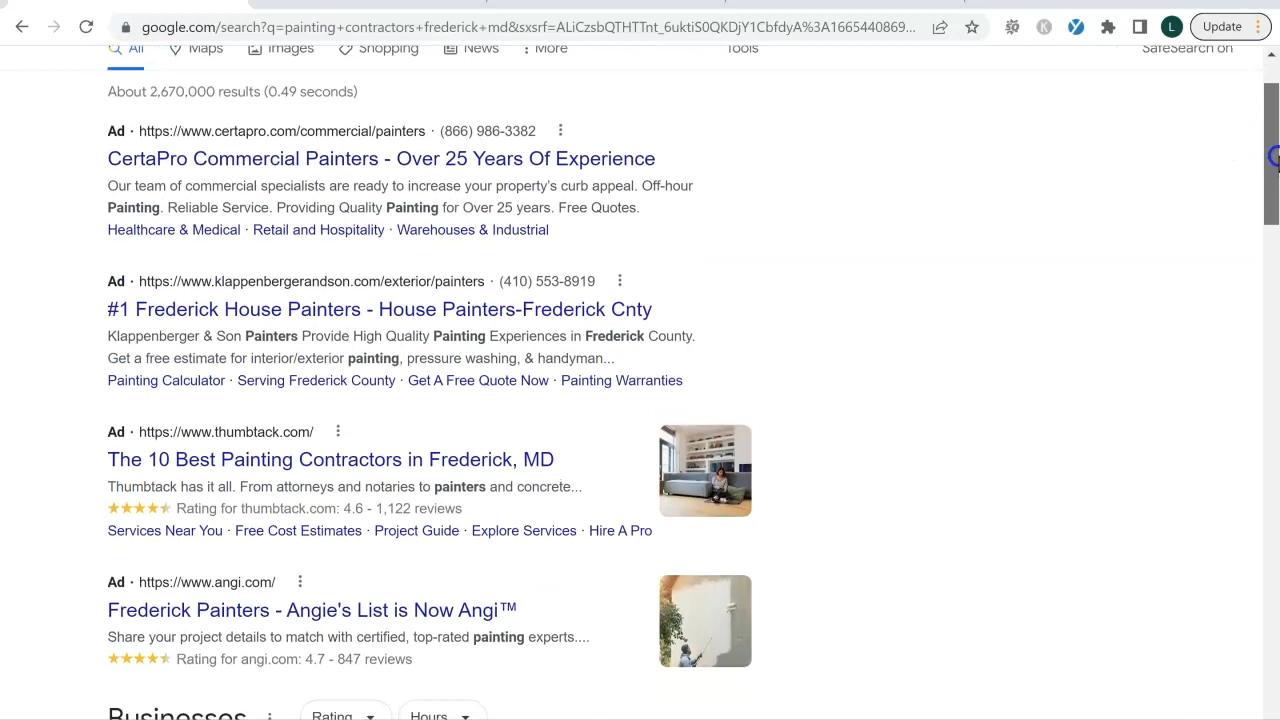 google.com/search?q=painting+contractors+frederick+md&sxsrf=ALiCzsbQTHTTnt_6uktiS0QKDjY1CbfdyA%3A1665440869...
L
Update
All
Maps
Images
Shopping
News
More
Tools
SafeSearch on
About 2,670,000 results (0.49 seconds)
Ad · https://www.certapro.com/commercial/painters · (866) 986-3382
CertaPro Commercial Painters - Over 25 Years Of Experience
Our team of commercial specialists are ready to increase your property's curb appeal. Off-hour
Painting. Reliable Service. Providing Quality Painting for Over 25 years. Free Quotes.
Healthcare & Medical · Retail and Hospitality · Warehouses & Industrial
Ad · https://www.klappenbergerandson.com/exterior/painters · (410) 553-8919
#1 Frederick House Painters - House Painters-Frederick Cnty
Klappenberger & Son Painters Provide High Quality Painting Experiences in Frederick County.
Get a free estimate for interior/exterior painting, pressure washing, & handyman...
Painting Calculator · Serving Frederick County · Get A Free Quote Now · Painting Warranties
Ad · https://www.thumbtack.com/
The 10 Best Painting Contractors in Frederick, MD
Thumbtack has it all. From attorneys and notaries to painters and concrete...
Rating for thumbtack.com: 4.6 - 1,122 reviews
Services Near You · Free Cost Estimates · Project Guide · Explore Services · Hire A Pro
Ad · https://www.angi.com/
Frederick Painters - Angie's List is Now Angi™
Share your project details to match with certified, top-rated painting experts....
Rating for angi.com: 4.7 - 847 reviews
Businesses
Rating
Hours